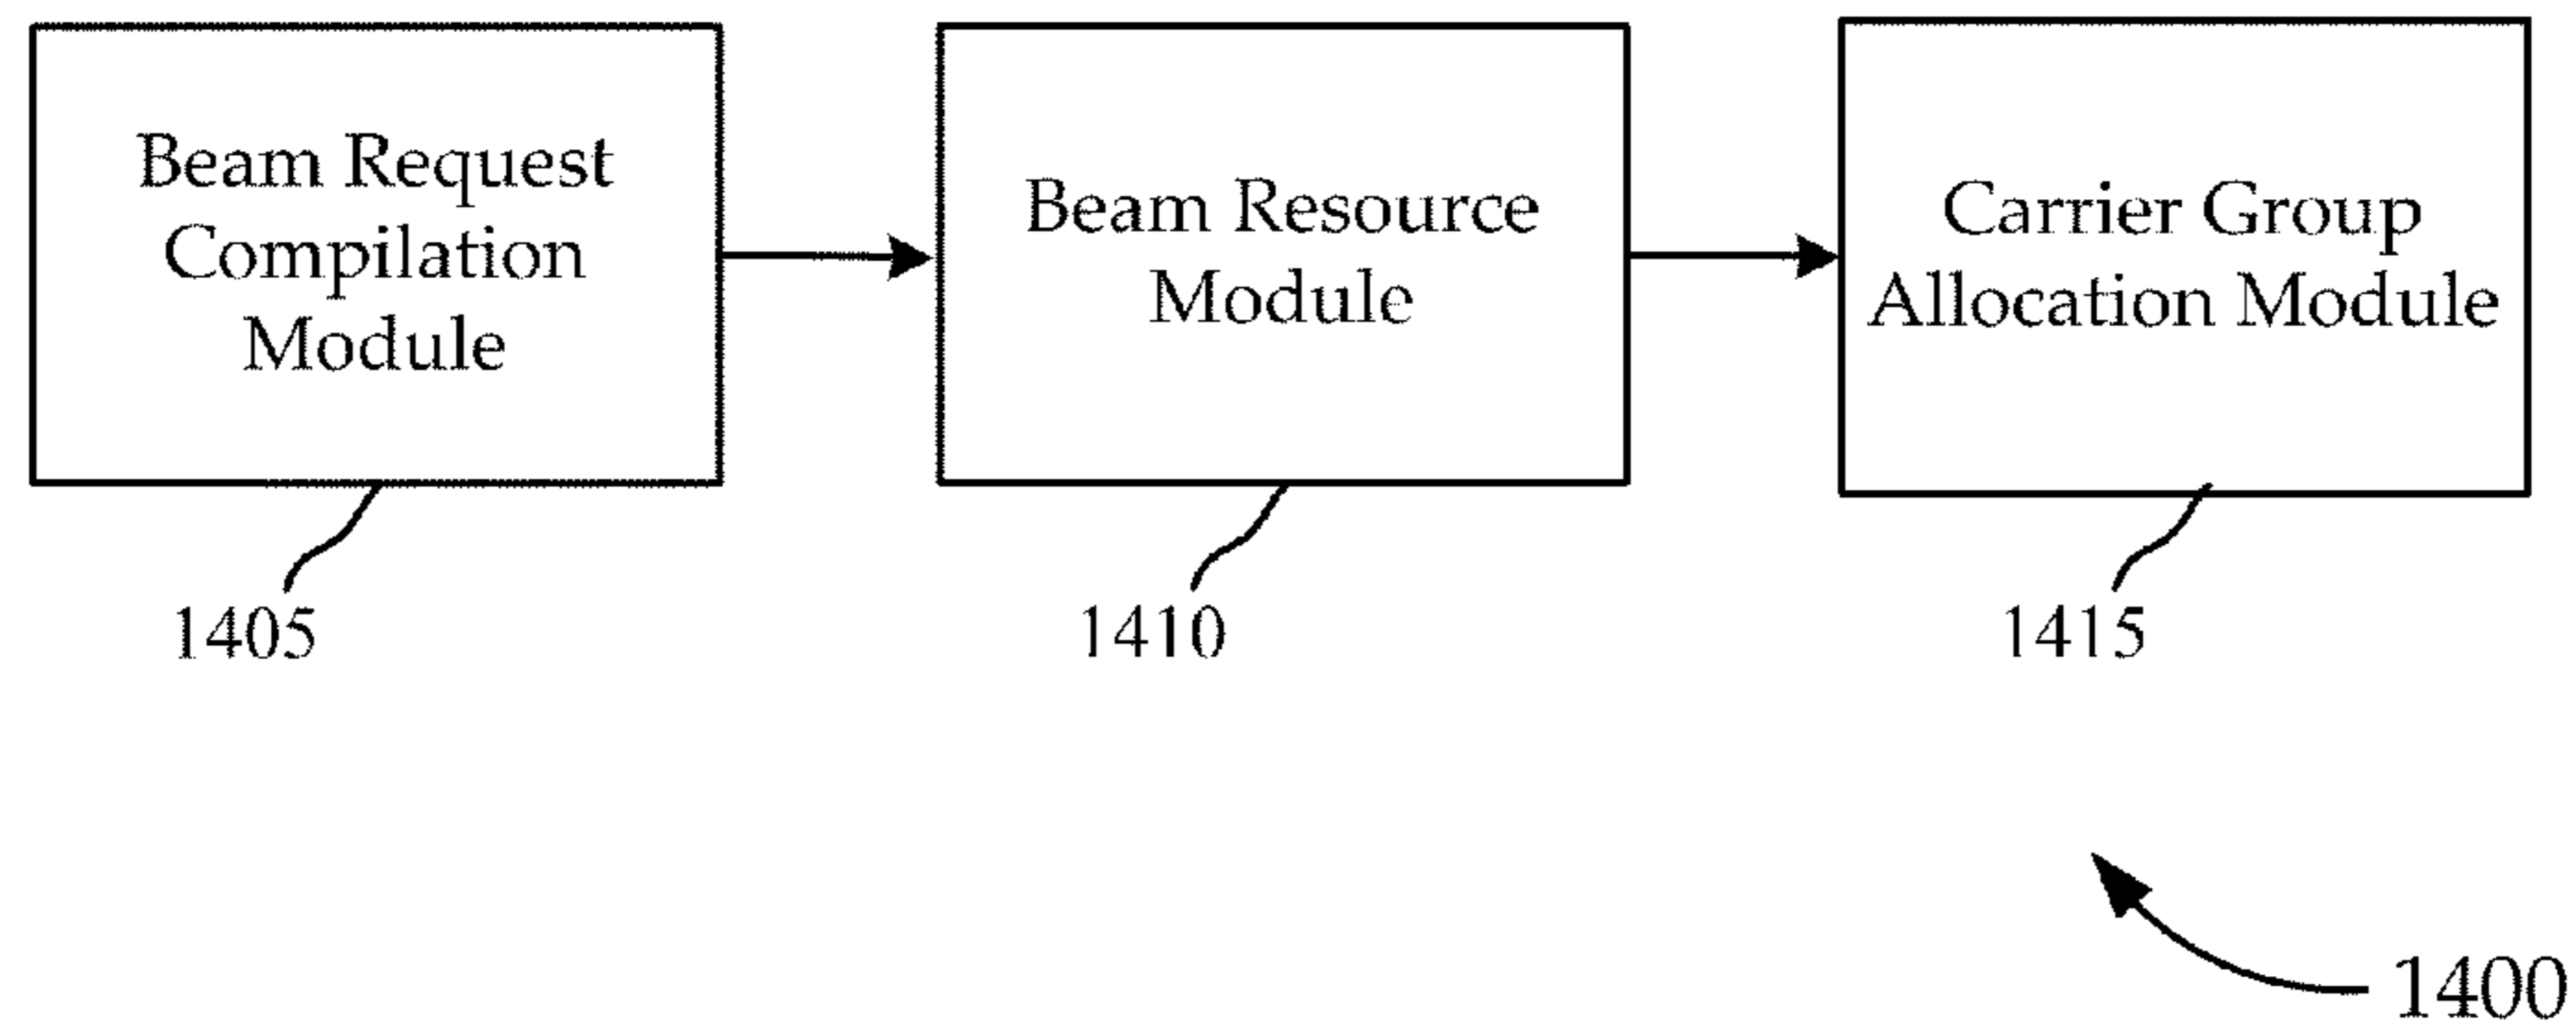 Beam Request
Compilation
Module
Beam Resource
Module
Carrier Group
Allocation Module
1405
1410
1415
1400